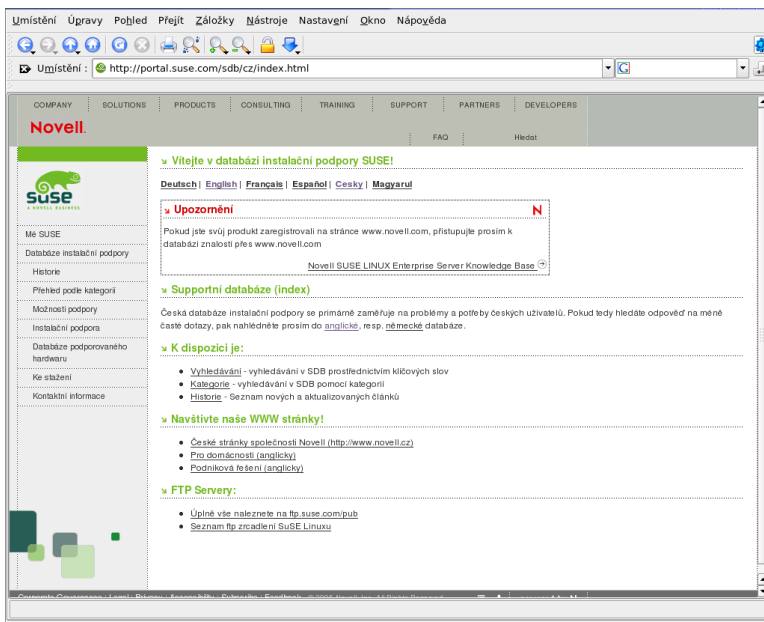 Umístění Úpravy Pohled Přejít Záložky Nástroje Nastavení Okno Nápověda
Umístění : http://portal.suse.com/sdb/cz/index.html
COMPANY SOLUTIONS PRODUCTS CONSULTING TRAINING SUPPORT PARTNERS DEVELOPERS
Novell.
FAQ Hledat
SUSE
A NOVELL BUSINESS
Mé SUSE
Databáze instalační podpory
Historie
Přehled podle kategorií
Možnosti podpory
Instalační podpora
Databáze podporovaného
hardwaru
Ke stažení
Kontaktní informace
Vítejte v databázi instalační podpory SUSE!
Deutsch | English | Français | Español | Cesky | Magyarul
Upozornění N
Pokud jste svůj produkt zaregistrovali na stránce www.novell.com, přistupujte prosím k
databázi znalostí přes www.novell.com
Novell SUSE LINUX Enterprise Server Knowledge Base
Supportní databáze (index)
Česká databáze instalační podpory se primárně zaměřuje na problémy a potřeby českých uživatelů. Pokud tedy hledáte odpověď na méně
časté dotazy, pak nahlédněte prosím do anglické, resp. německé databáze.
K dispozici je:
Vyhledávání - vyhledávání v SDB prostřednictvím klíčových slov
Kategorie - vyhledávání v SDB pomocí kategorií
Historie - Seznam nových a aktualizovaných článků
Navštivte naše WWW stránky!
České stránky společnosti Novell (http://www.novell.cz)
Pro domácnosti (anglicky)
Podniková řešení (anglicky)
FTP Servery:
Úplně vše naleznete na ftp.suse.com/pub
Seznam ftp zrcadlení SuSE Linuxu